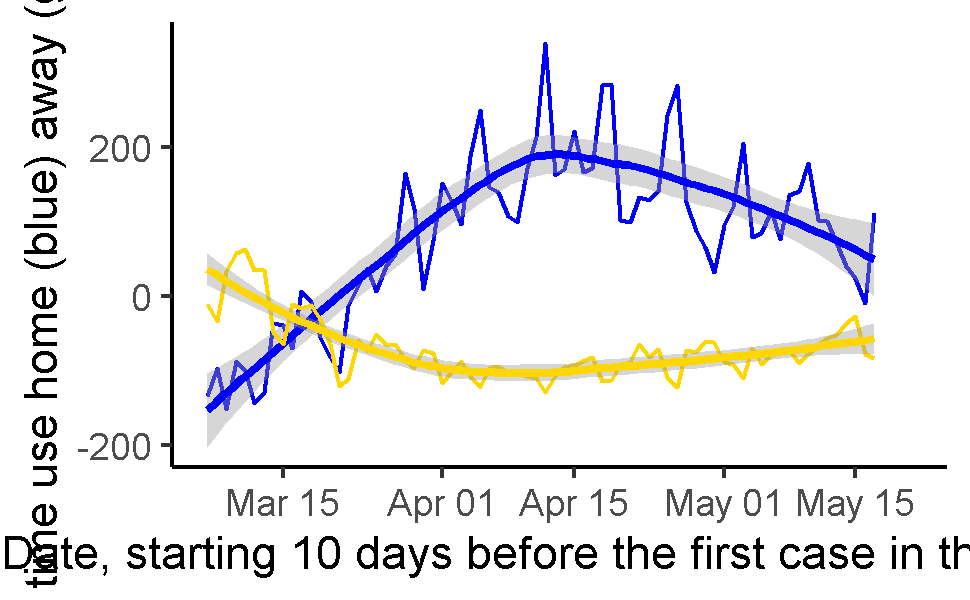 time use home (blue) away (
200
0
-200
Mar 15 Apr 01 Apr 15 May 01 May 15
Date, starting 10 days before the first case in th